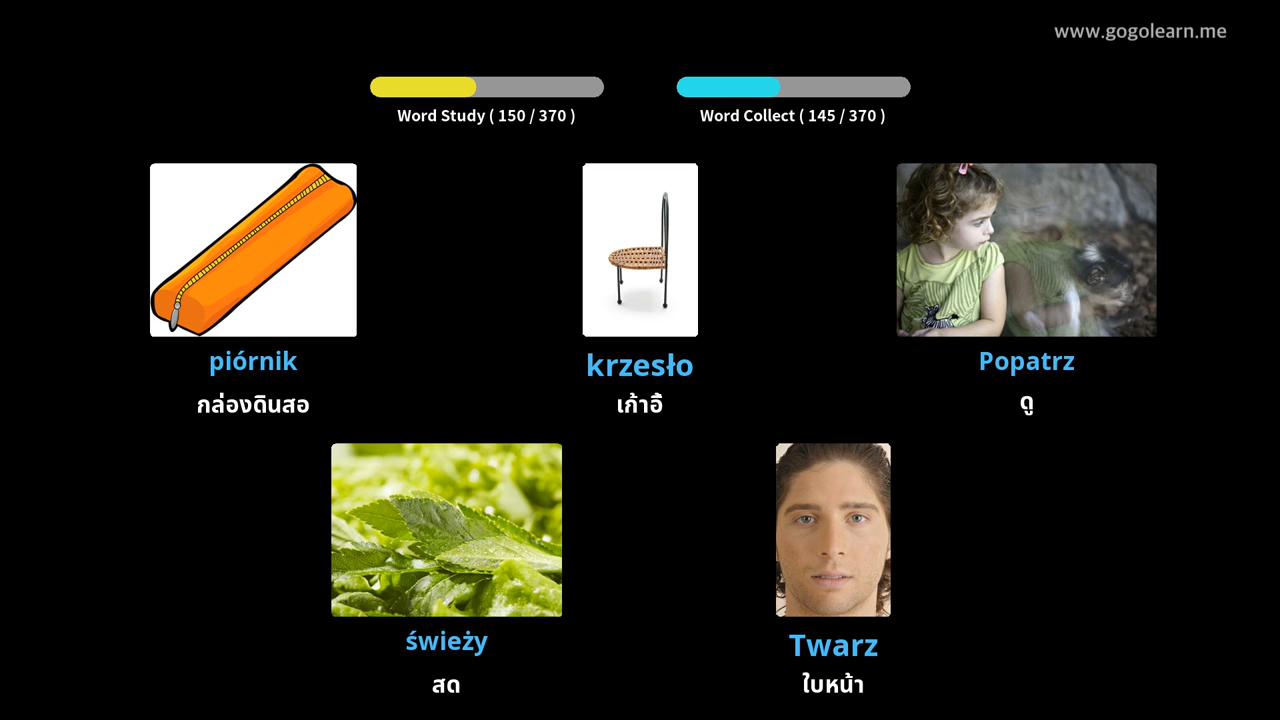 www.gogolearn.me
Word Study ( 150 / 370 )
Word Collect ( 145 / 370 )
piórnik
krzesło
Popatrz
กล่องดินสอ
เก้าอี้
ดู
świeży
Twarz
สด
ใบหน้า